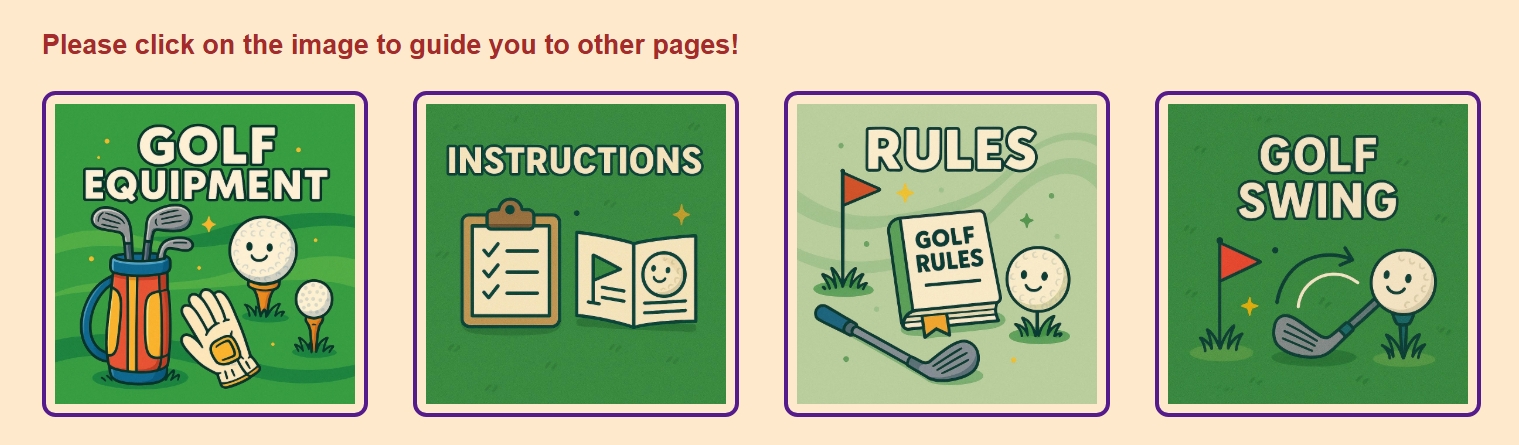 Please click on the image to guide you to other pages!
GOLF
EQUIPMENT
INSTRUCTIONS
RULES
GOLF
RULES
GOLF
SWING